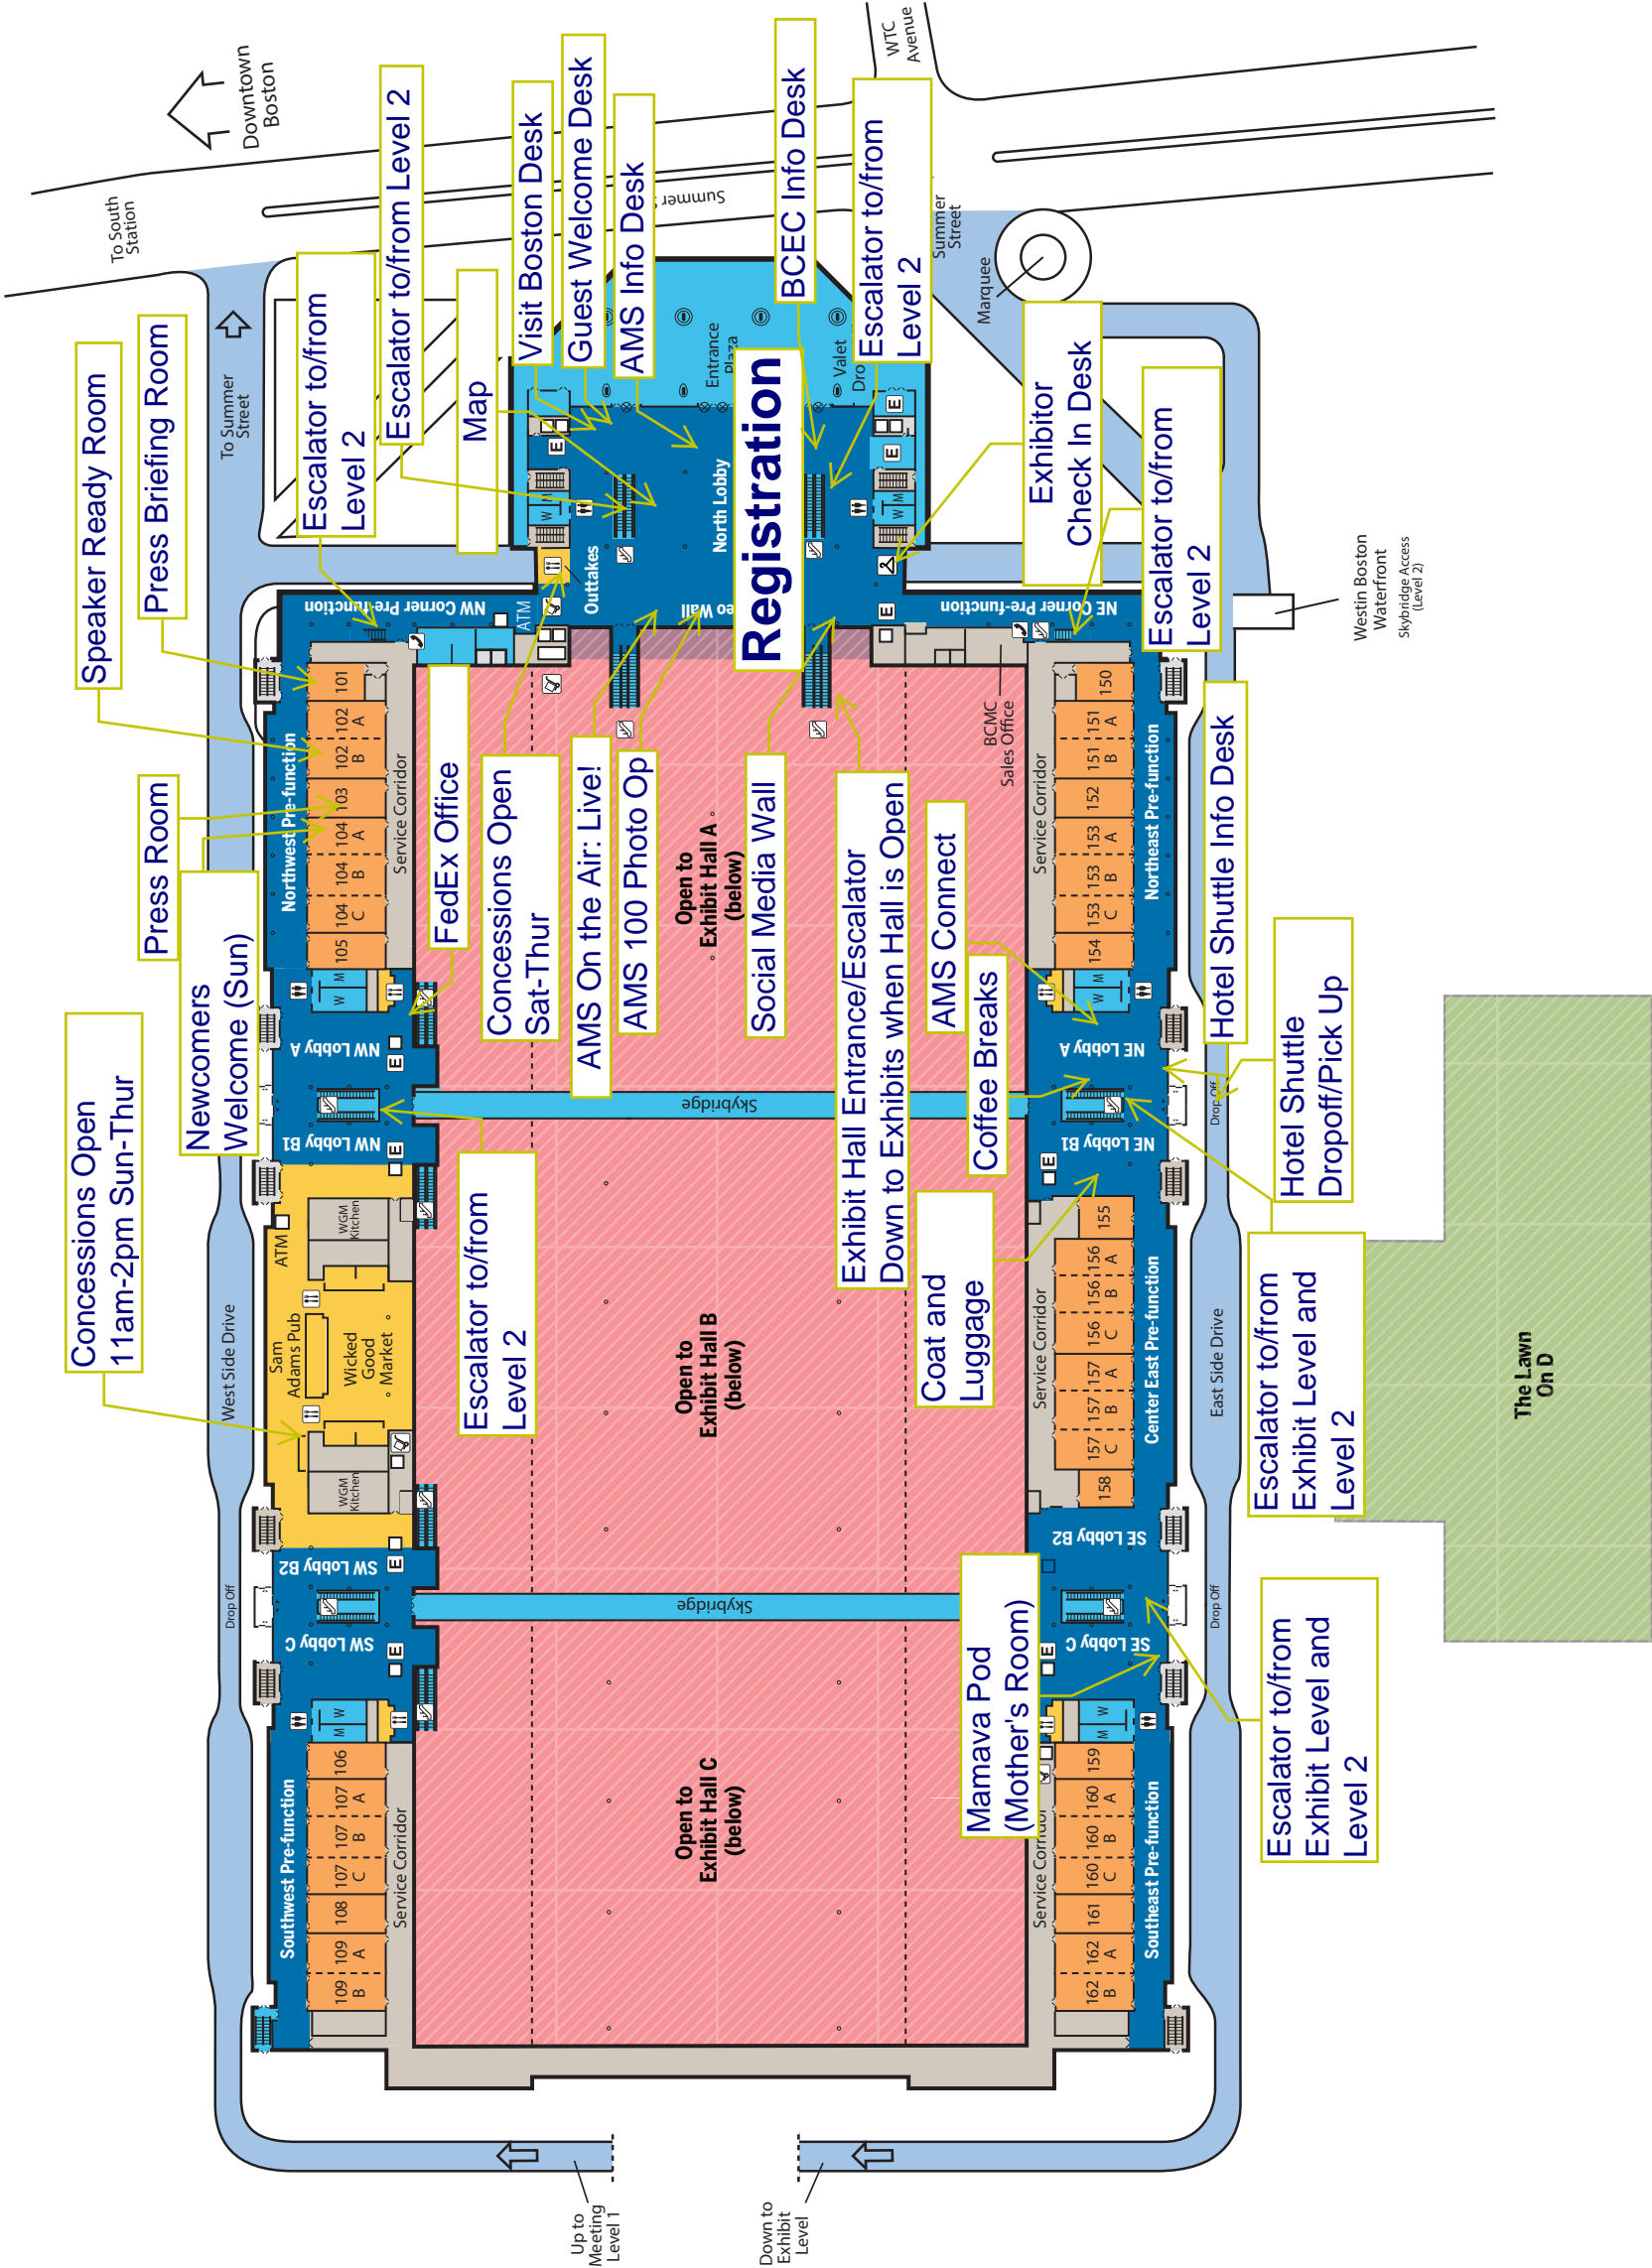 Downtown
Boston
To South
Station
To Summer
Street
Summer S
WTC
Avenue
Summer
Street
Marquee
Speaker Ready Room
Press Briefing Room
Escalator to/from
Level 2
Escalator to/from Level 2
Map
Visit Boston Desk
Guest Welcome Desk
AMS Info Desk
BCEC Info Desk
Escalator to/from
Level 2
Exhibitor
Check In Desk
Escalator to/from
Level 2
Entrance
Plaza
Valet
Dro
North Lobby
Registration
eo Wall
Outtakes
ATM
NW Corner Pre-function
NE Corner Pre-function
W M
E
W M
E
E
E
Westin Boston
Waterfront
Skybridge Access
(Level 2)
Press Room
Newcomers
Welcome (Sun)
Concessions Open
11am-2pm Sun-Thur
FedEx Office
Concessions Open
Sat-Thur
AMS On the Air: Live!
AMS 100 Photo Op
Social Media Wall
Exhibit Hall Entrance/Escalator
Down to Exhibits when Hall is Open
AMS Connect
Coffee Breaks
Coat and
Luggage
Hotel Shuttle Info Desk
Hotel Shuttle
Dropoff/Pick Up
Escalator to/from
Exhibit Level and
Level 2
Escalator to/from
Level 2
Mamava Pod
(Mother's Room)
Escalator to/from
Exhibit Level and
Level 2
BCMC
Sales Office
Northwest Pre-function
101
102 A
102 B
103
104 A
104 B
104 C
105
Service Corridor
W M
NW Lobby A
E
NW Lobby B1
E
West Side Drive
ATM
WGM
Kitchen
Sam
Adams Pub
Wicked
Good
Market
WGM
Kitchen
SW Lobby B2
E
Drop Off
SW Lobby C
E
M W
Southwest Pre-function
106
107 A
107 B
107 C
108
109 A
109 B
Service Corridor
Open to
Exhibit Hall A
(below)
Skybridge
Open to
Exhibit Hall B
(below)
Skybridge
Open to
Exhibit Hall C
(below)
Northeast Pre-function
150
151 A
151 B
152
153 A
153 B
153 C
154
Service Corridor
W M
NE Lobby A
Drop Off
NE Lobby B1
E
Center East Pre-function
155
156 A
156 B
156 C
157 A
157 B
157 C
158
Service Corridor
East Side Drive
SE Lobby B2
Drop Off
SE Lobby C
E
M W
Southeast Pre-function
159
160 A
160 B
160 C
161
162 A
162 B
Service Corridor
The Lawn
On D
Up to
Meeting
Level 1
Down to
Exhibit
Level